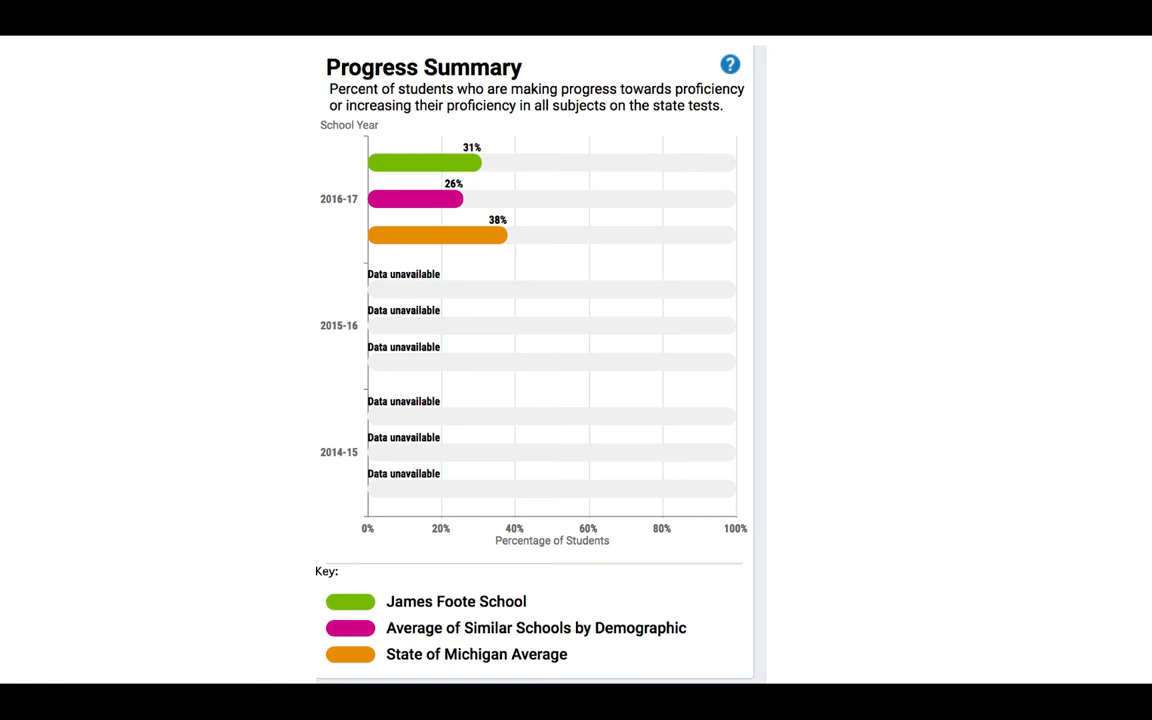 Progress Summary
?
Percent of students who are making progress towards proficiency
or increasing their proficiency in all subjects on the state tests.
School Year
31%
26%
2016-17
38%
Data unavailable
Data unavailable
2015-16
Data unavailable
Data unavailable
Data unavailable
2014-15
Data unavailable
0% 20% 40% 60% 80% 100%
Percentage of Students
Key:
James Foote School
Average of Similar Schools by Demographic
State of Michigan Average